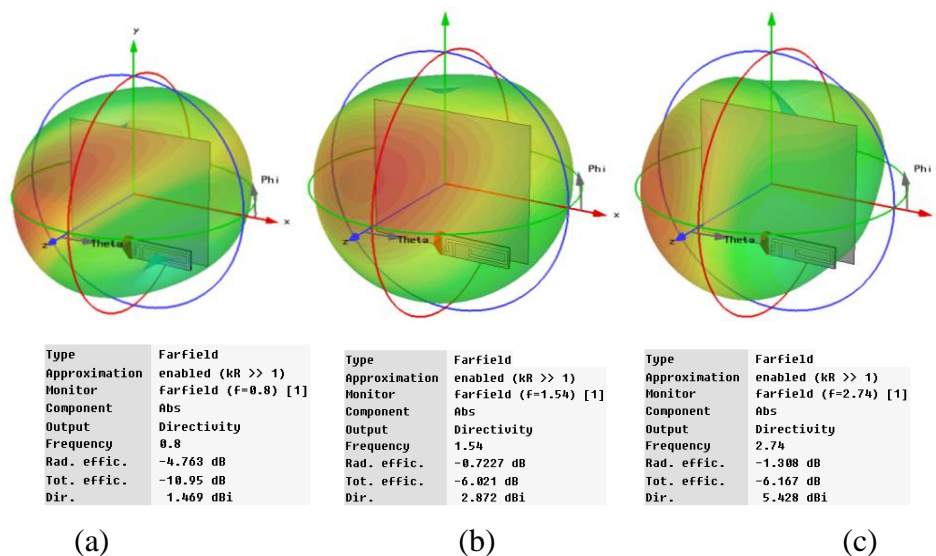 y
Phi
x
z
Theta
Phi
x
z
Theta
Phi
z
Theta
Type Farfield
Approximation enabled (kR >> 1)
Monitor farfield (f=0.8) [1]
Component Abs
Output Directivity
Frequency 0.8
Rad. effic. -4.763 dB
Tot. effic. -10.95 dB
Dir. 1.469 dBi
Type Farfield
Approximation enabled (kR >> 1)
Monitor farfield (f=1.54) [1]
Component Abs
Output Directivity
Frequency 1.54
Rad. effic. -0.7227 dB
Tot. effic. -6.021 dB
Dir. 2.872 dBi
Type Farfield
Approximation enabled (kR >> 1)
Monitor farfield (f=2.74) [1]
Component Abs
Output Directivity
Frequency 2.74
Rad. effic. -1.308 dB
Tot. effic. -6.167 dB
Dir. 5.428 dBi
(a) (b) (c)